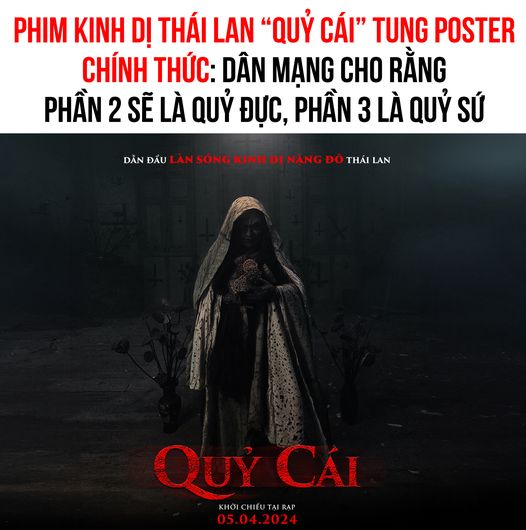 PHIM KINH DỊ THÁI LAN “QUỶ CÁI” TUNG POSTER
CHÍNH THỨC: DÂN MẠNG CHO RẰNG
PHẦN 2 SẼ LÀ QUỶ ĐỰC, PHẦN 3 LÀ QUỶ SỨ
DẪN ĐẦU LÀN SÓNG KINH DỊ NẶNG ĐÔ THÁI LAN
QUỶ CÁI
KHỞI CHIẾU TẠI RẠP
05.04.2024